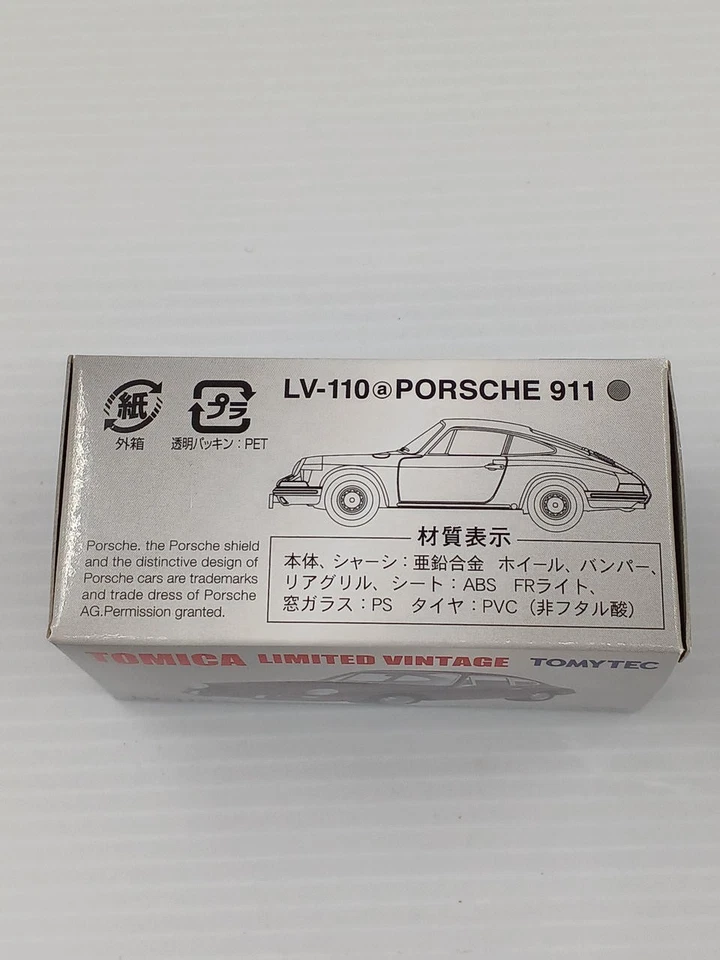 紙
外箱
プラ
透明パッキン：PET
LV-110ⓐPORSCHE 911
Porsche. the Porsche shield
and the distinctive design of
Porsche cars are trademarks
and trade dress of Porsche
AG.Permission granted.
材質表示
本体、シャーシ：亜鉛合金 ホイール、バンパー、
リアグリル、シート：ABS FRライト、
窓ガラス：PS タイヤ：PVC（非フタル酸）
TOMICA LIMITED VINTAGE TOMYTEC